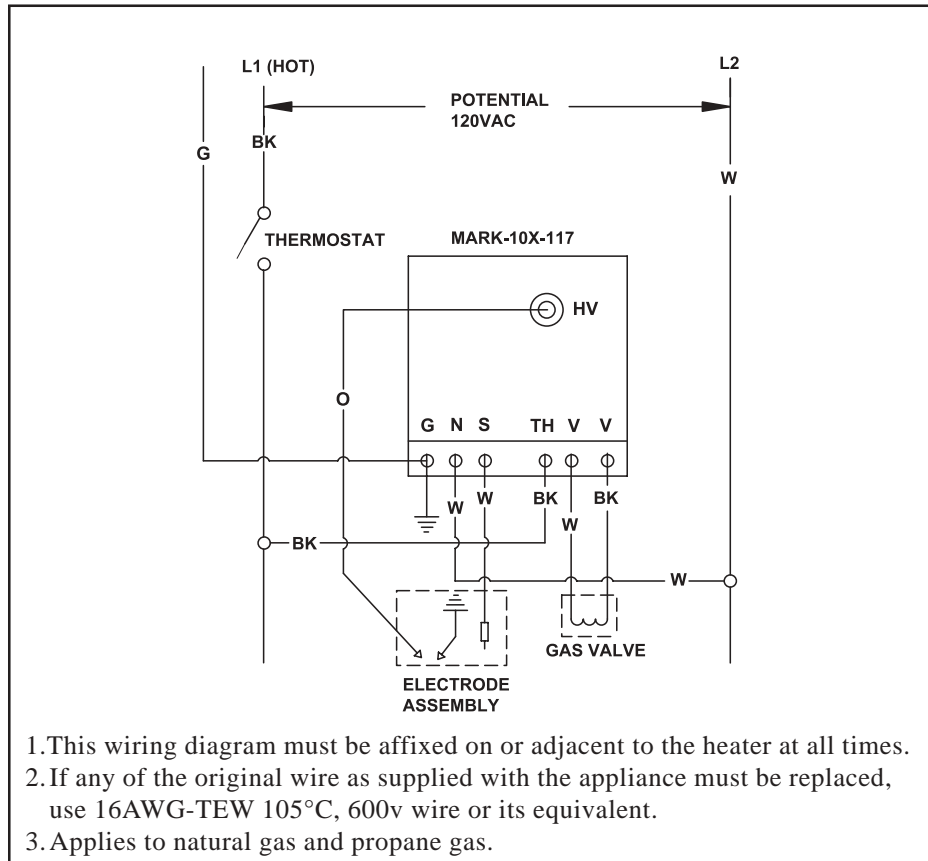 L1 (HOT)
L2
POTENTIAL
120VAC
BK
G
W
THERMOSTAT
MARK-10X-117
HV
O
G N S TH V V
W W BK W BK
BK
W
GAS VALVE
ELECTRODE
ASSEMBLY
1.This wiring diagram must be affixed on or adjacent to the heater at all times.
2.If any of the original wire as supplied with the appliance must be replaced,
use 16AWG-TEW 105°C, 600v wire or its equivalent.
3.Applies to natural gas and propane gas.